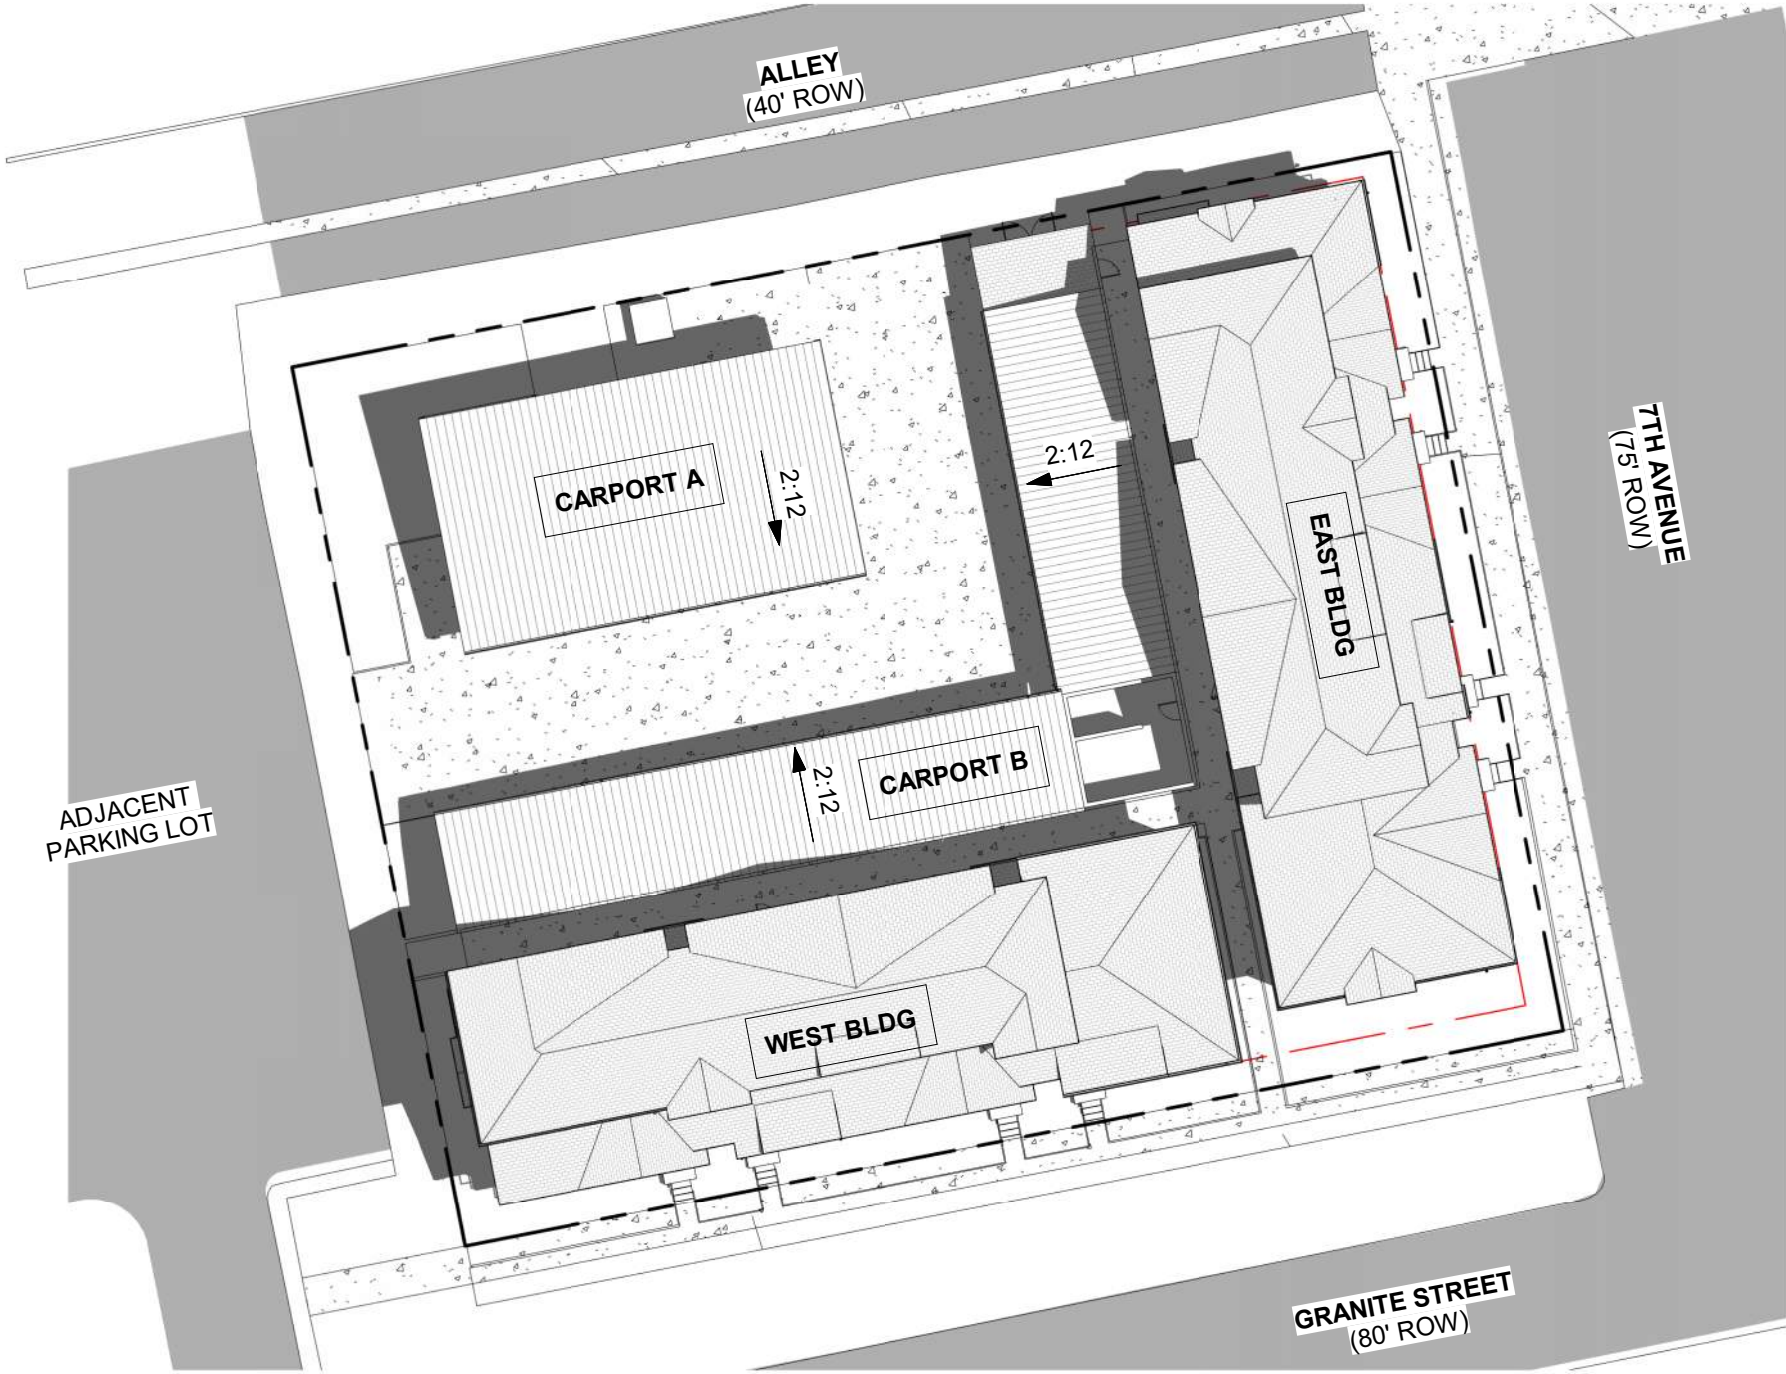 ALLEY
(40' ROW)
CARPORT A
2:12
2:12
EAST BLDG
7TH AVENUE
(75' ROW)
CARPORT B
2:12
ADJACENT
PARKING LOT
WEST BLDG
GRANITE STREET
(80' ROW)